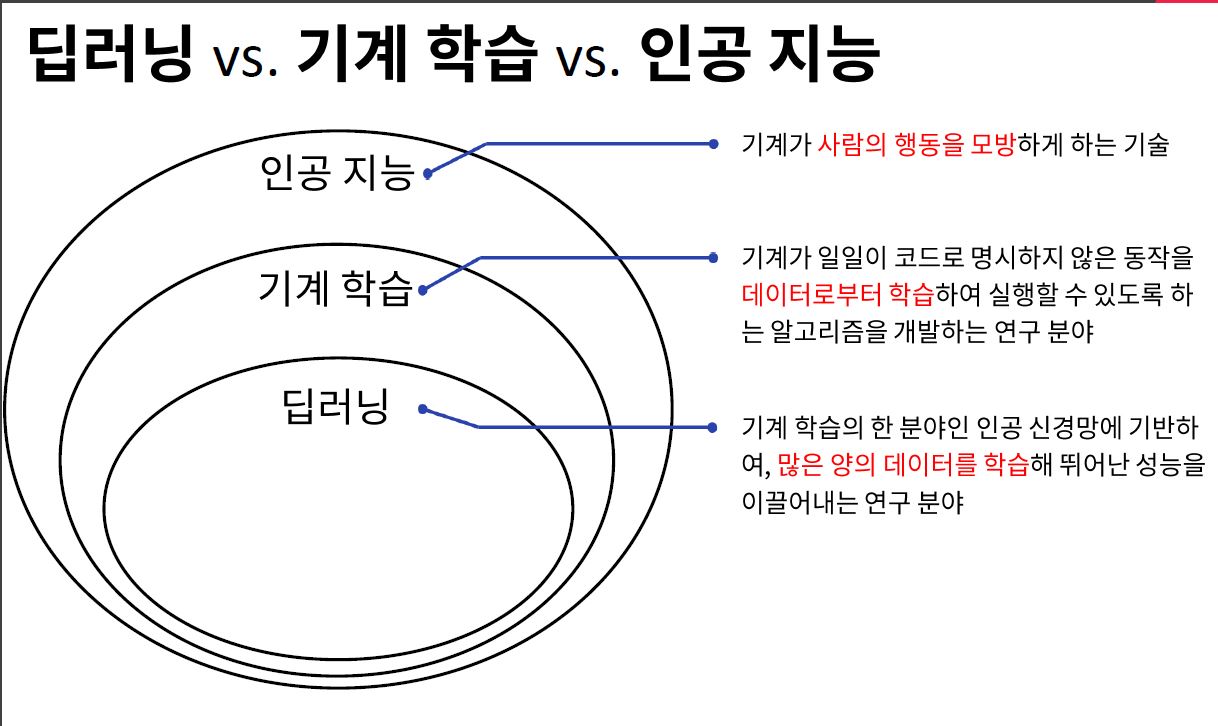 딥러닝 vs. 기계 학습 vs. 인공 지능
인공 지능
기계가 사람의 행동을 모방하게 하는 기술
기계 학습
기계가 일일이 코드로 명시하지 않은 동작을
데이터로부터 학습하여 실행할 수 있도록 하
는 알고리즘을 개발하는 연구 분야
딥러닝
기계 학습의 한 분야인 인공 신경망에 기반하
여, 많은 양의 데이터를 학습해 뛰어난 성능을
이끌어내는 연구 분야